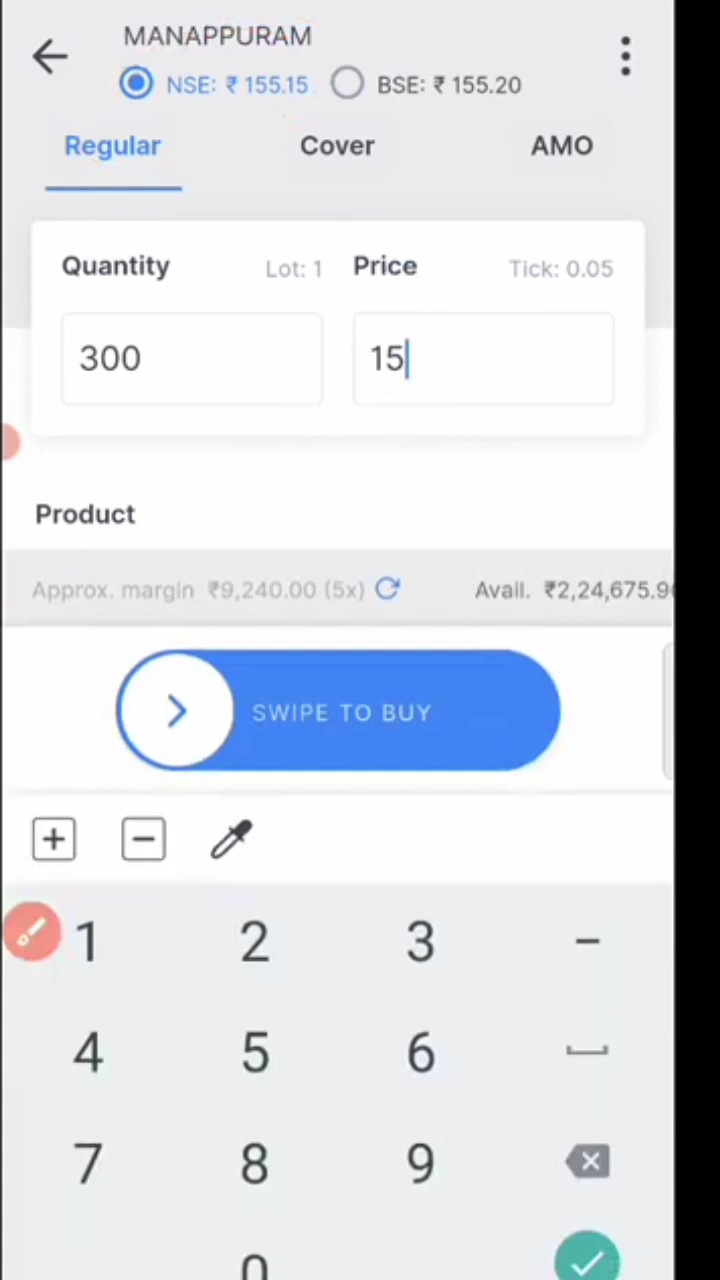 MANAPPURAM
NSE: ₹ 155.15 BSE: ₹ 155.20
Regular Cover AMO
Quantity Lot: 1 Price Tick: 0.05
300 15
Product
Approx. margin ₹9,240.00 (5x) Avail. ₹2,24,675.9
SWIPE TO BUY
1 2 3 -
4 5 6
7 8 9
0